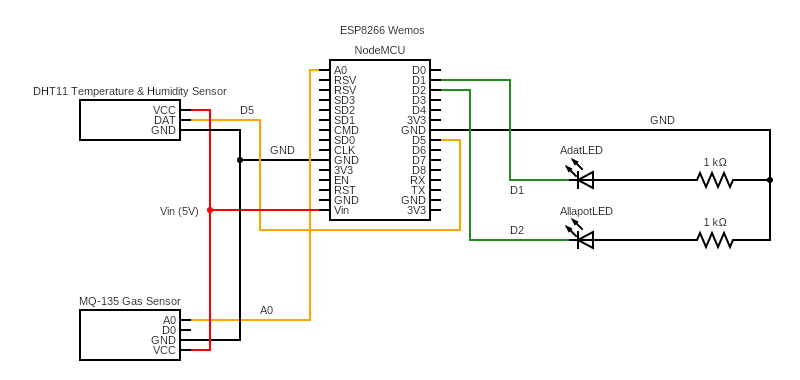 ESP8266 Wemos
NodeMCU
DHT11 Temperature & Humidity Sensor
VCC
DAT
GND
D5
GND
Vin (5V)
A0
RSV
RSV
SD3
SD2
SD1
CMD
SD0
CLK
GND
3V3
EN
RST
GND
Vin
D0
D1
D2
D3
D4
3V3
GND
D5
D6
D7
D8
RX
TX
GND
3V3
GND
AdatLED
1 kΩ
D1
AllapotLED
1 kΩ
D2
MQ-135 Gas Sensor
A0
D0
GND
VCC
A0